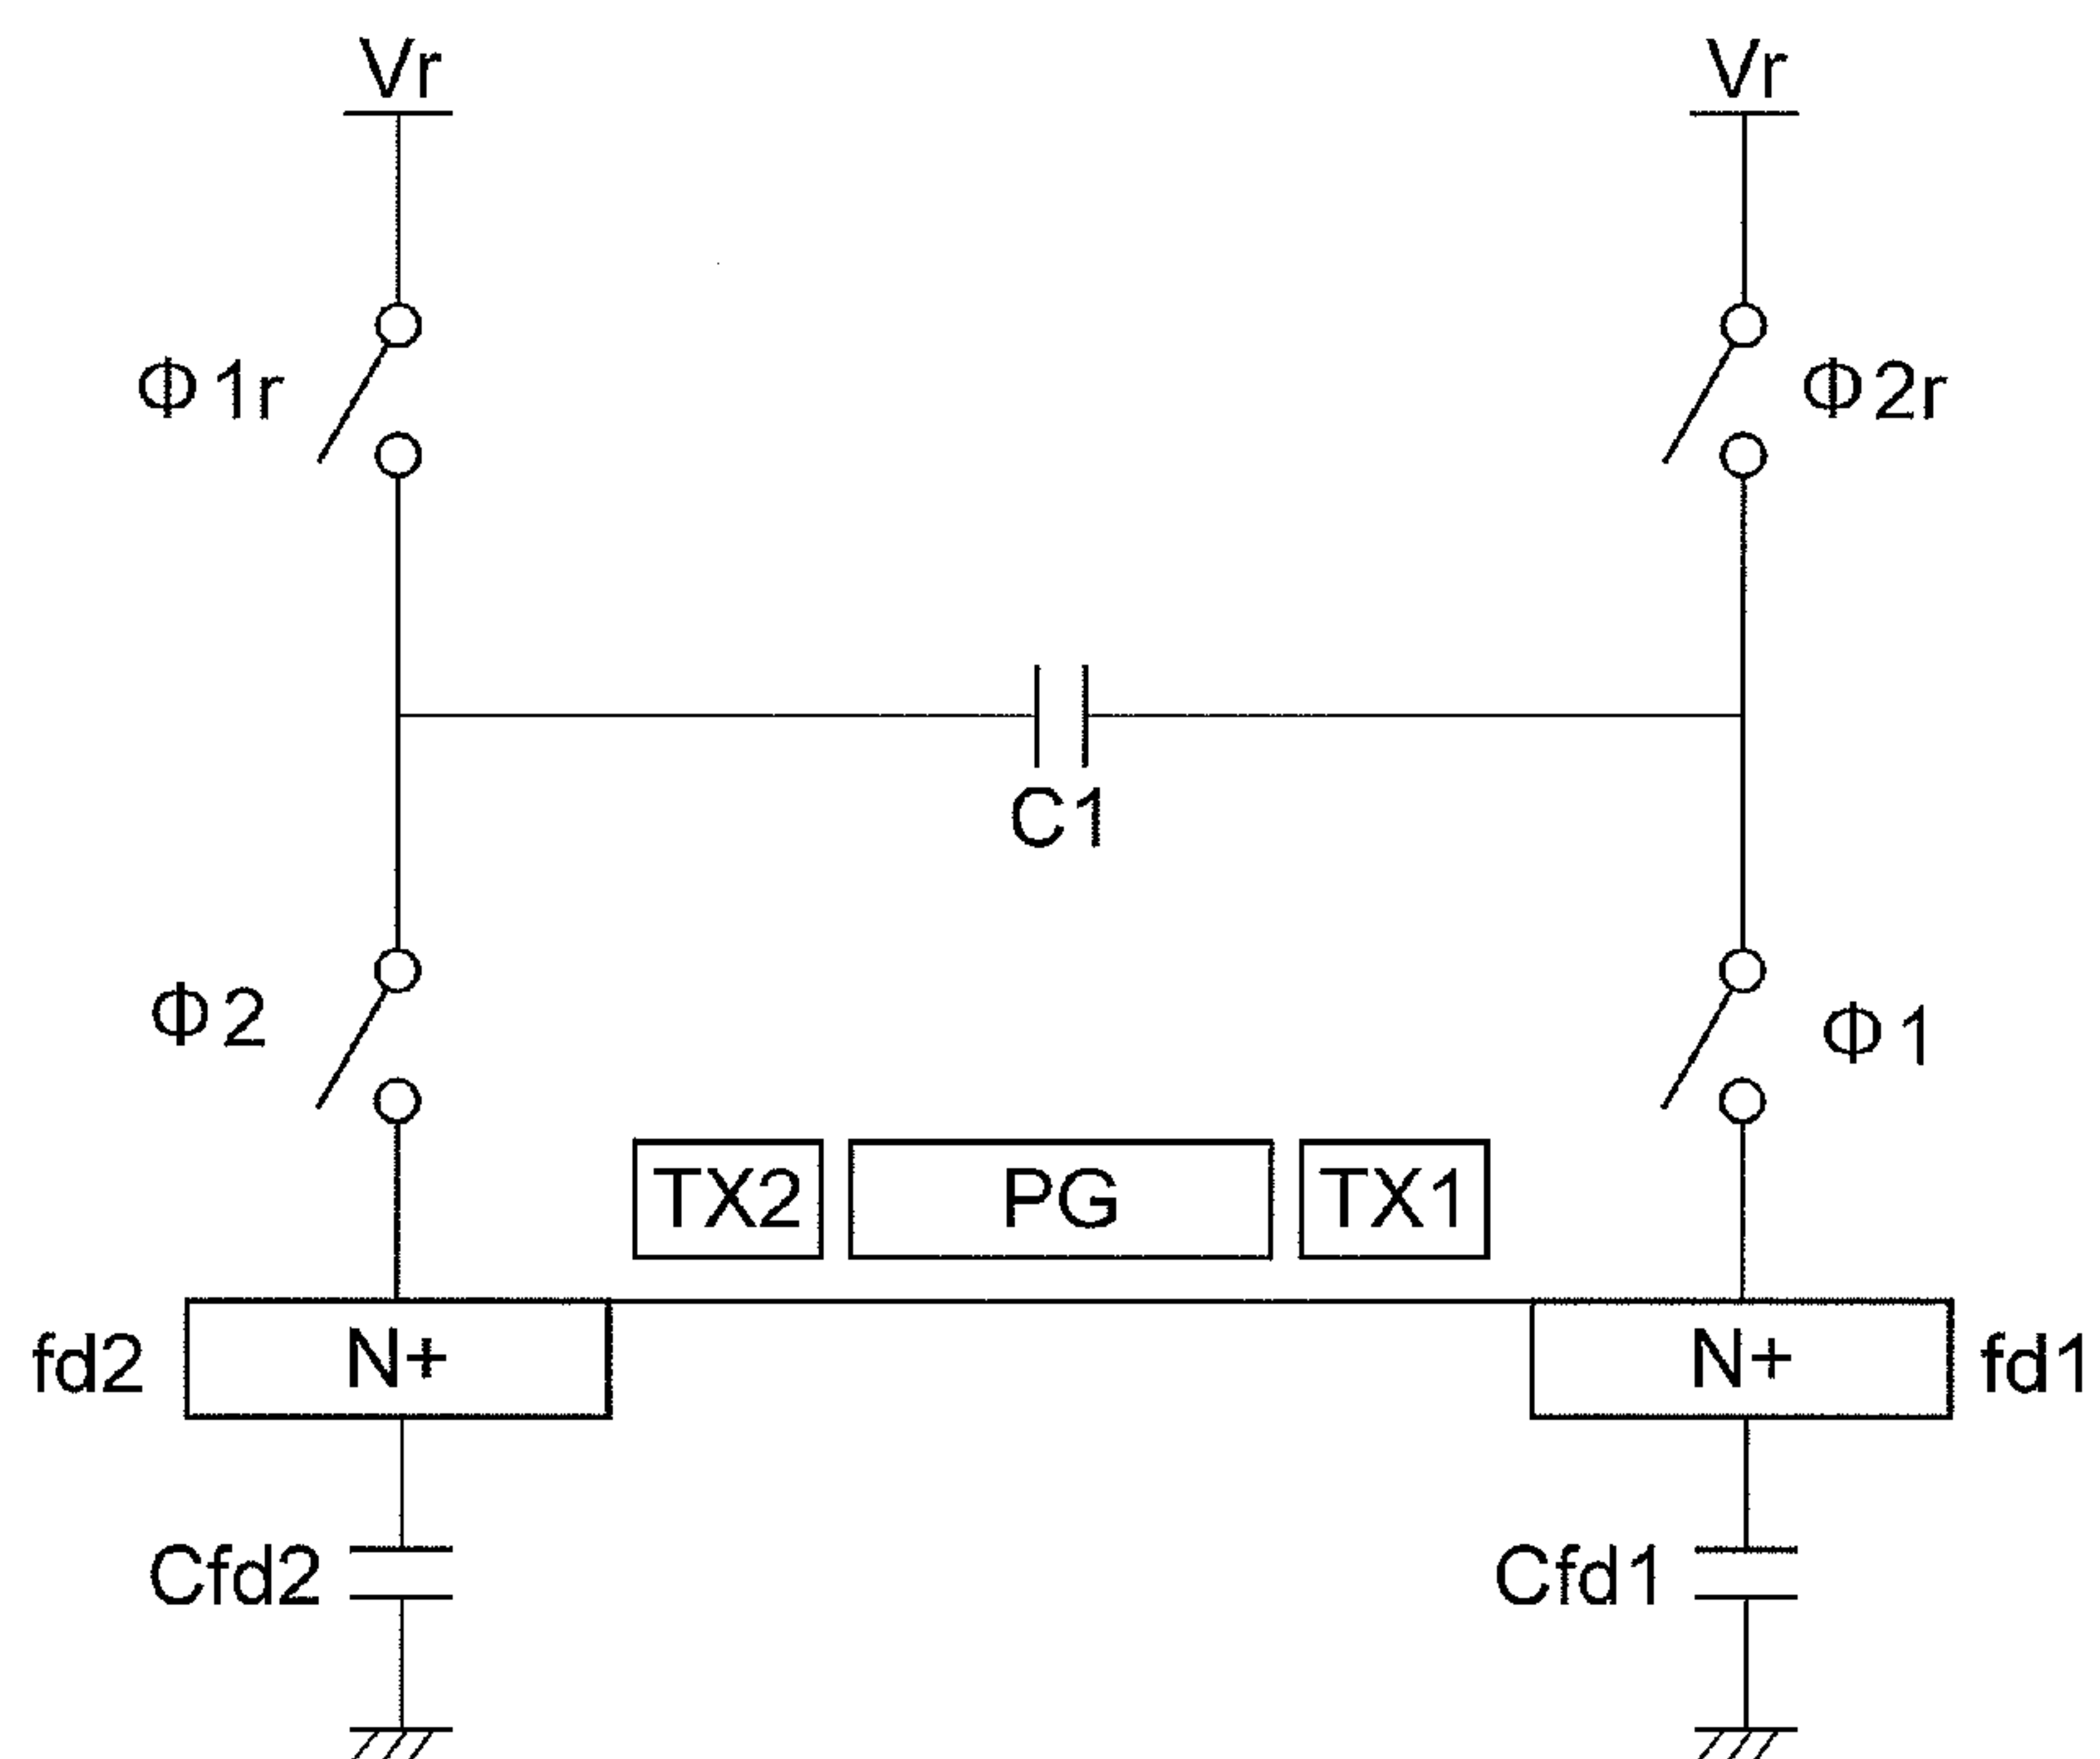 Vr Vr
Φ1r Φ2r
C1
Φ2 Φ1
TX2 PG TX1
fd2 N+ N+ fd1
Cfd2 Cfd1